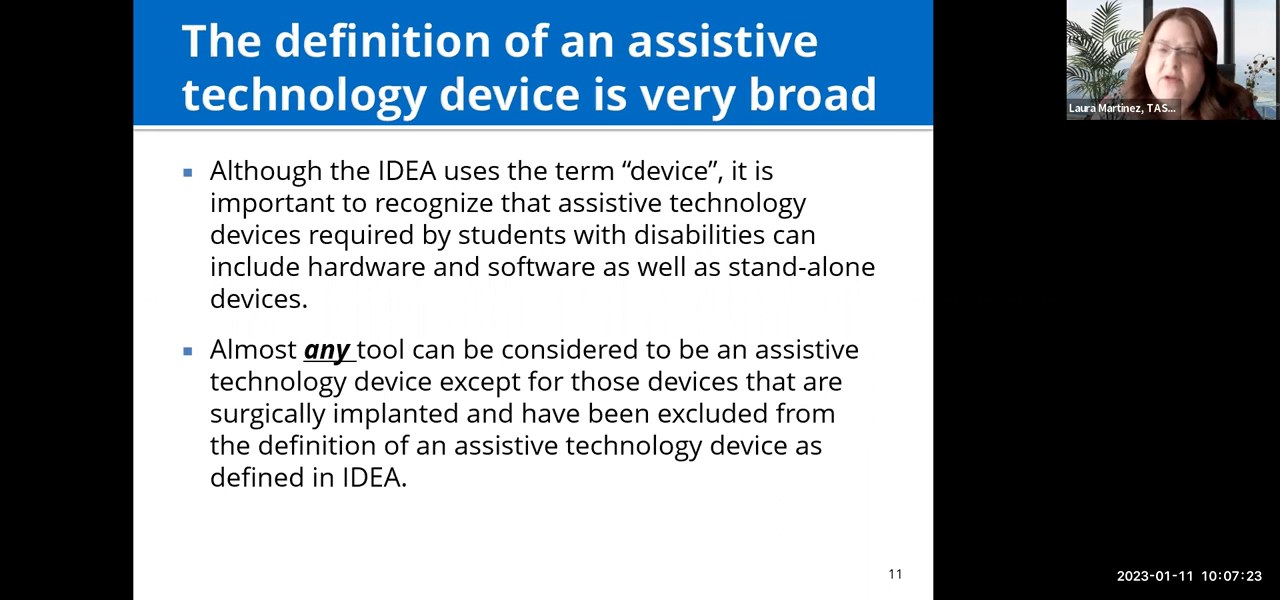 The definition of an assistive
technology device is very broad
Laura Martinez, TAS...
▪ Although the IDEA uses the term “device”, it is
important to recognize that assistive technology
devices required by students with disabilities can
include hardware and software as well as stand-alone
devices.
▪ Almost any tool can be considered to be an assistive
technology device except for those devices that are
surgically implanted and have been excluded from
the definition of an assistive technology device as
defined in IDEA.
11
2023-01-11 10:07:23